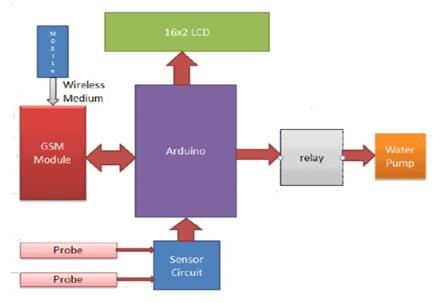 MOBILe
16x2 LCD
Wireless
Medium
GSM
Module
Arduino
relay
Water
Pump
Probe
Probe
Sensor
Circuit